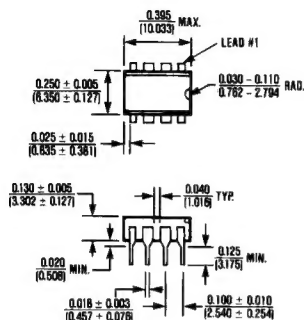 0.395
(10.033) MAX.
LEAD #1
0.250 ± 0.005
(6.350 ± 0.127)
0.030 – 0.110
0.762 – 2.794 RAD.
0.025 ± 0.015
(0.635 ± 0.381)
0.130 ± 0.005
(3.302 ± 0.127)
0.040
(1.016) TYP.
0.020
(0.508) MIN.
0.125
(3.175) MIN.
0.018 ± 0.003
(0.457 ± 0.076)
0.100 ± 0.010
(2.540 ± 0.254)